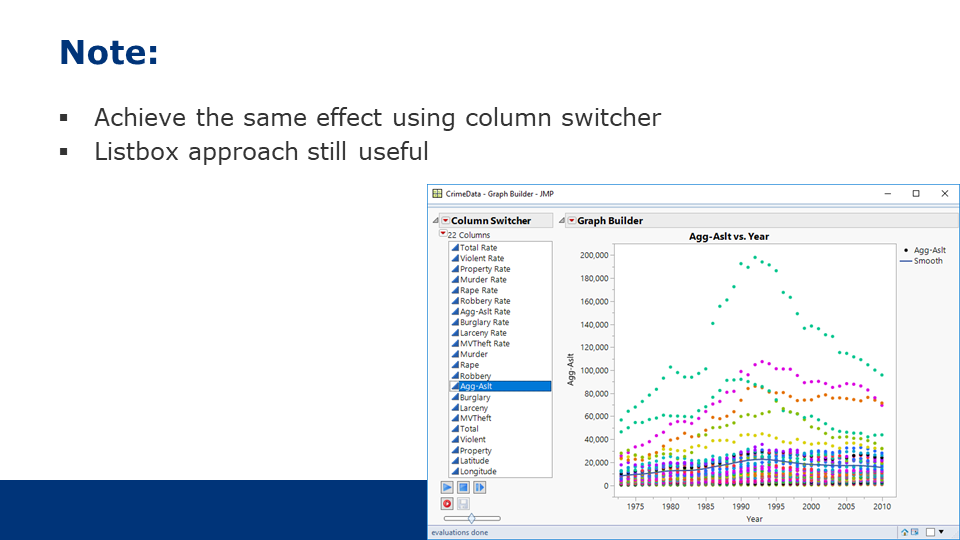 Note:
▪ Achieve the same effect using column switcher
▪ Listbox approach still useful
CrimeData - Graph Builder - JMP
Column Switcher
22 Columns
Total Rate
Violent Rate
Property Rate
Murder Rate
Rape Rate
Robbery Rate
Agg-Aslt Rate
Burglary Rate
Larceny Rate
MVTheft Rate
Murder
Rape
Robbery
Agg-Aslt
Burglary
Larceny
MVTheft
Total
Violent
Property
Latitude
Longitude
Graph Builder
Agg-Aslt vs. Year
Agg-Aslt
200,000
180,000
160,000
140,000
120,000
100,000
80,000
60,000
40,000
20,000
0
1975 1980 1985 1990 1995 2000 2005 2010
Year
Agg-Aslt
Smooth
evaluations done